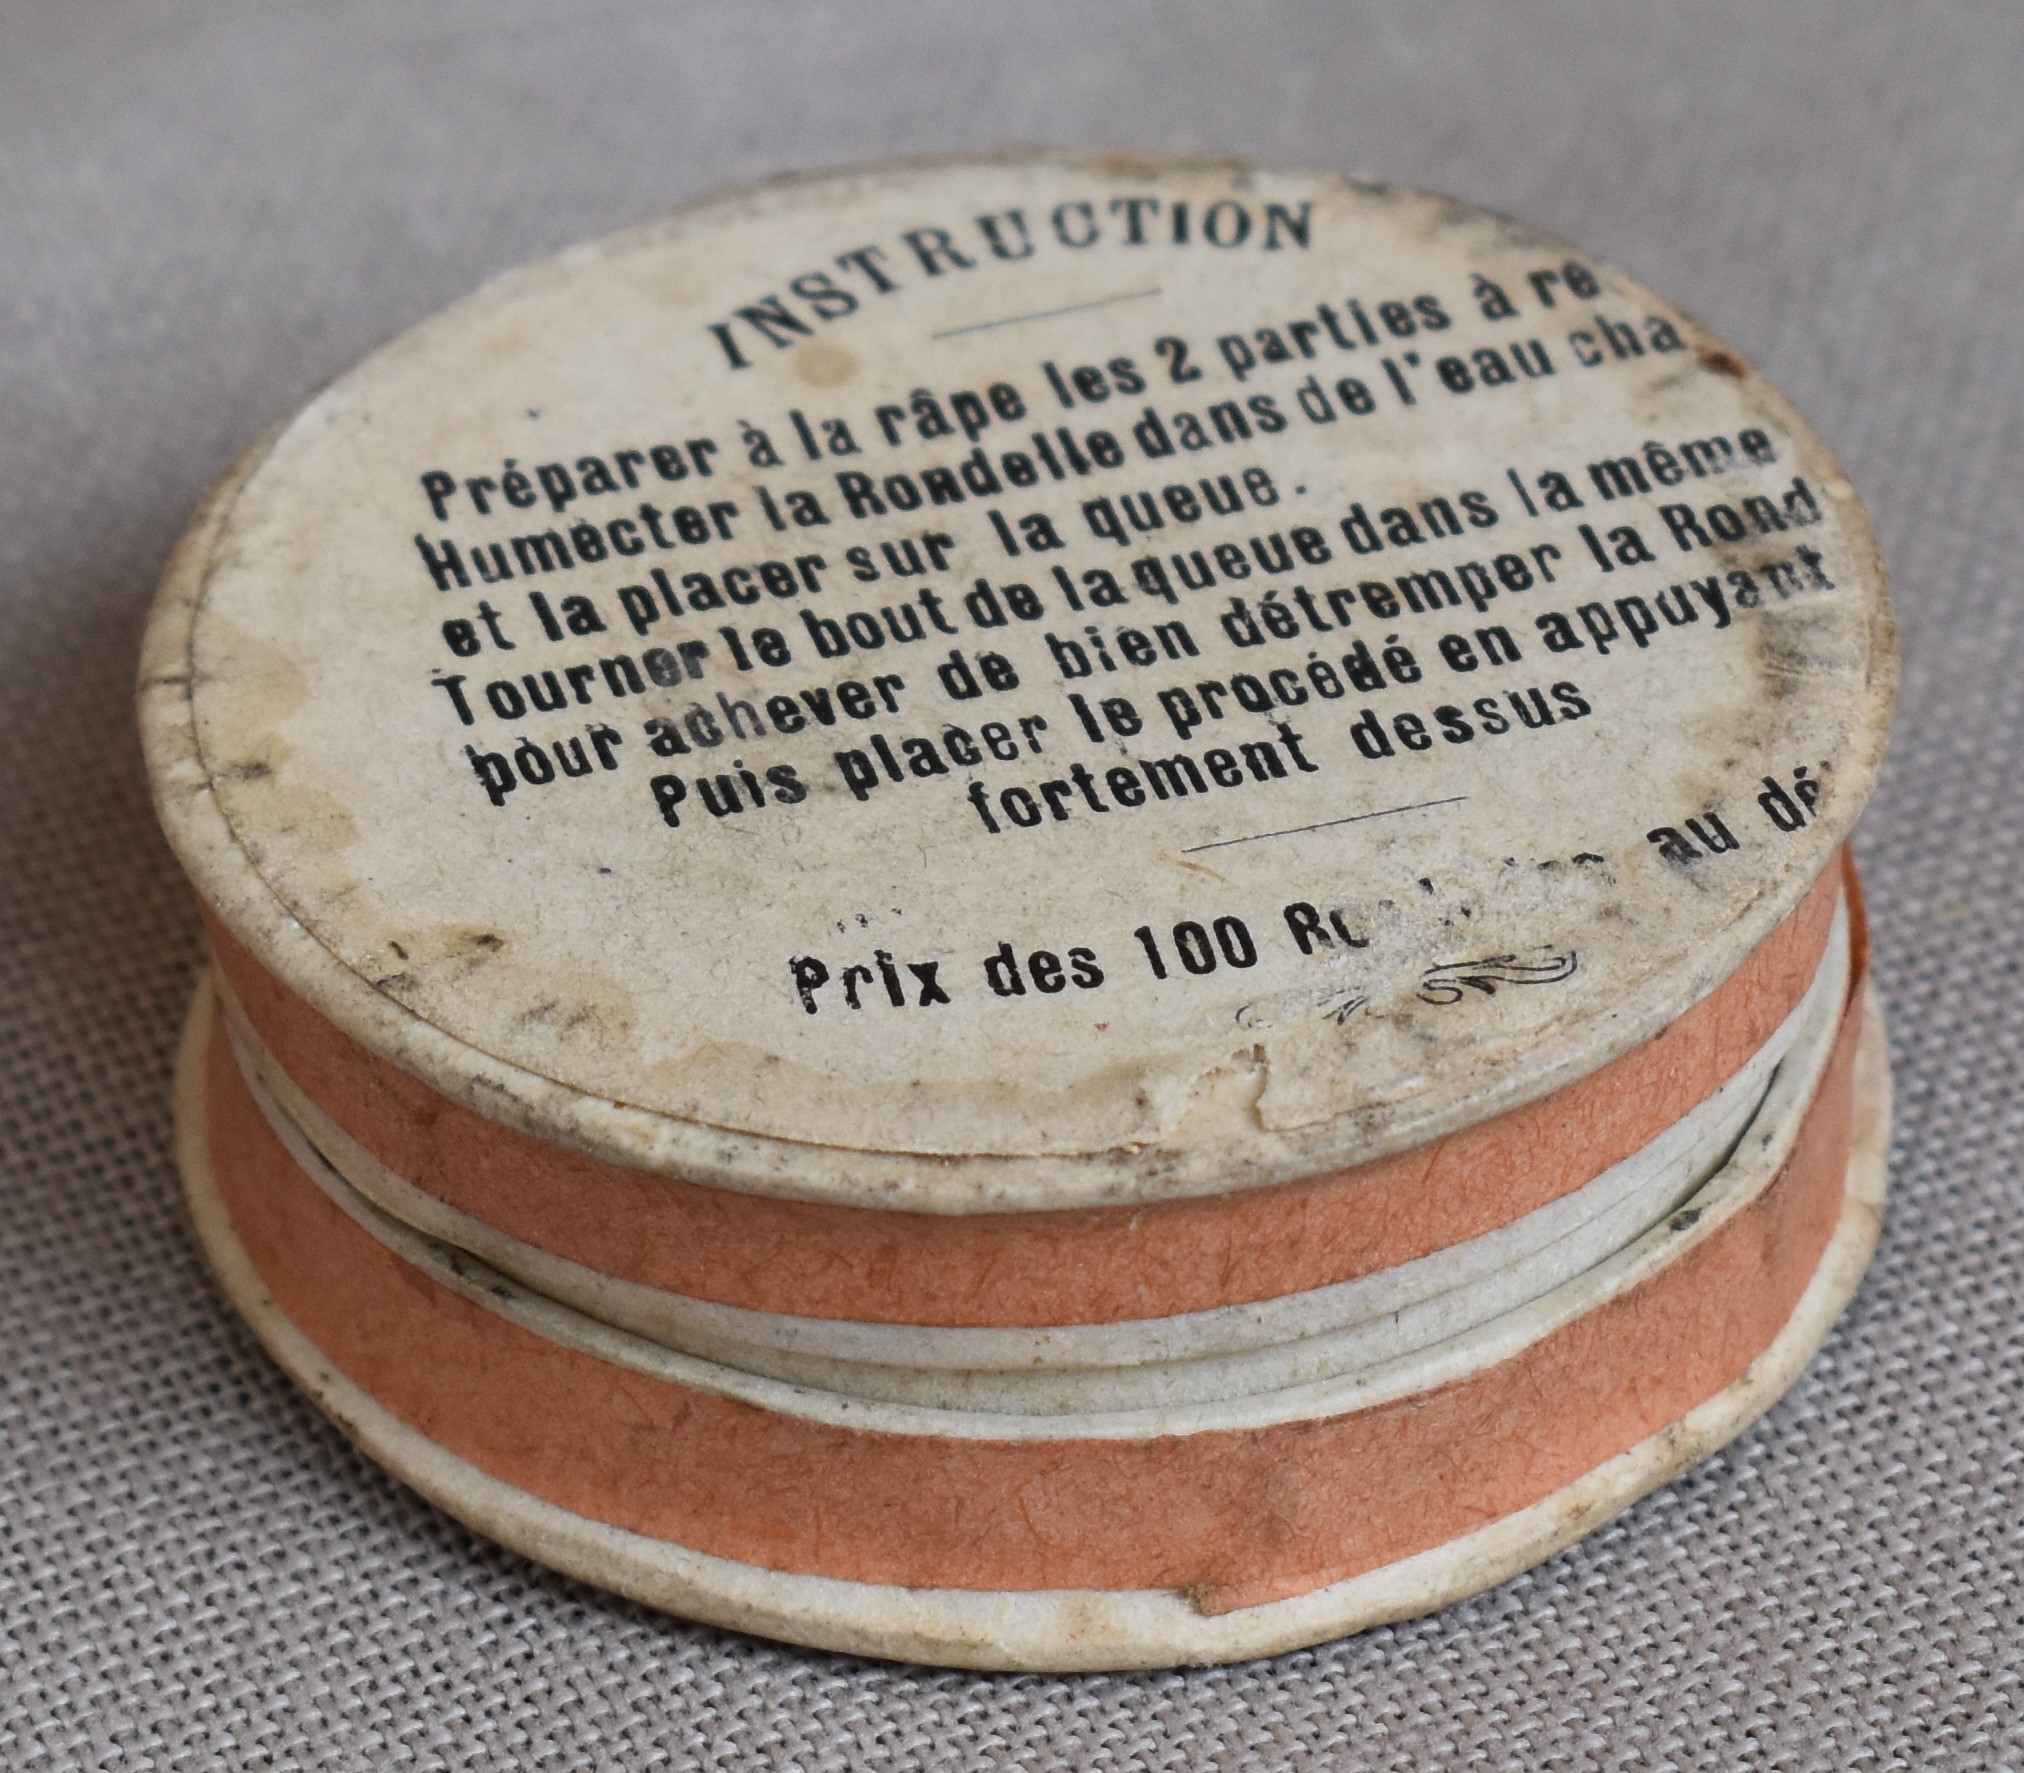 INSTRUCTION
Préparer à la râpe les 2 parties à ré
Humecter la Rondelle dans de l'eau cha
et la placer sur la queue.
Tourner le bout de la queue dans la même
pour achever de bien détremper la Rond
Puis placer le procédé en appuyant
fortement dessus
Prix des 100 au dé